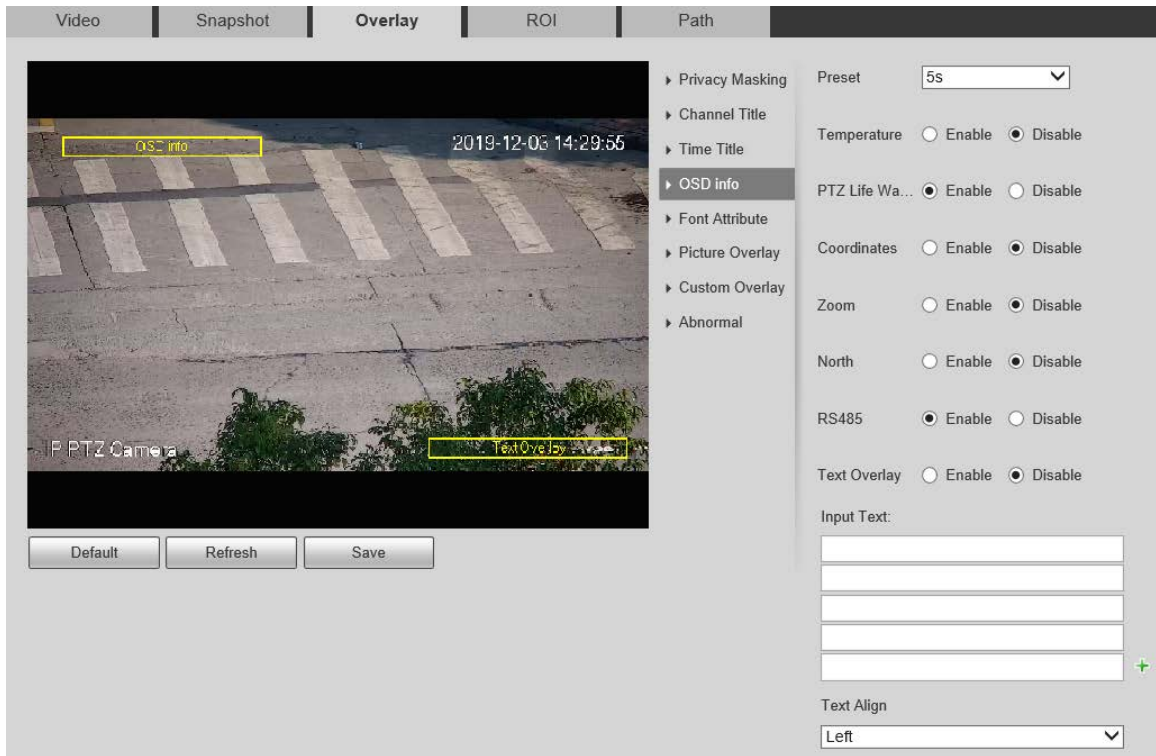 Video Snapshot Overlay ROI Path
OSD info
2019-12-03 14:29:55
IP PTZ Camera
Text Overlay
Default Refresh Save
Privacy Masking
Channel Title
Time Title
OSD info
Font Attribute
Picture Overlay
Custom Overlay
Abnormal
Preset 5s
Temperature Enable Disable
PTZ Life Wa... Enable Disable
Coordinates Enable Disable
Zoom Enable Disable
North Enable Disable
RS485 Enable Disable
Text Overlay Enable Disable
Input Text:
Text Align
Left